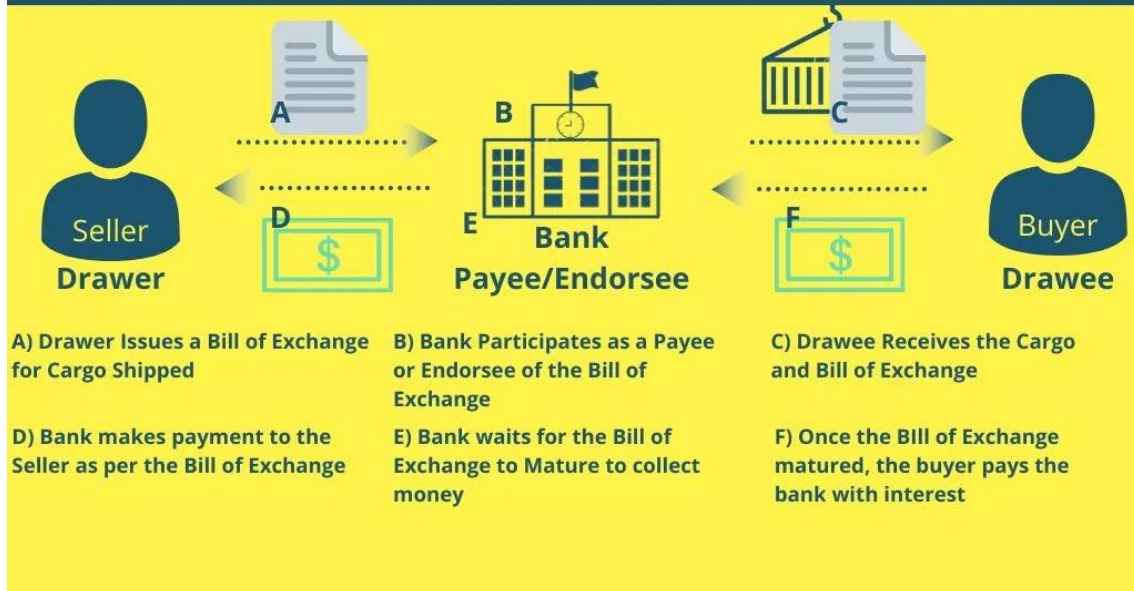 A
B
C
D
E
F
$
$
Seller
Drawer
Bank
Payee/Endorsee
Buyer
Drawee
A) Drawer Issues a Bill of Exchange
for Cargo Shipped
B) Bank Participates as a Payee
or Endorsee of the Bill of
Exchange
C) Drawee Receives the Cargo
and Bill of Exchange
D) Bank makes payment to the
Seller as per the Bill of Exchange
E) Bank waits for the Bill of
Exchange to Mature to collect
money
F) Once the BIll of Exchange
matured, the buyer pays the
bank with interest